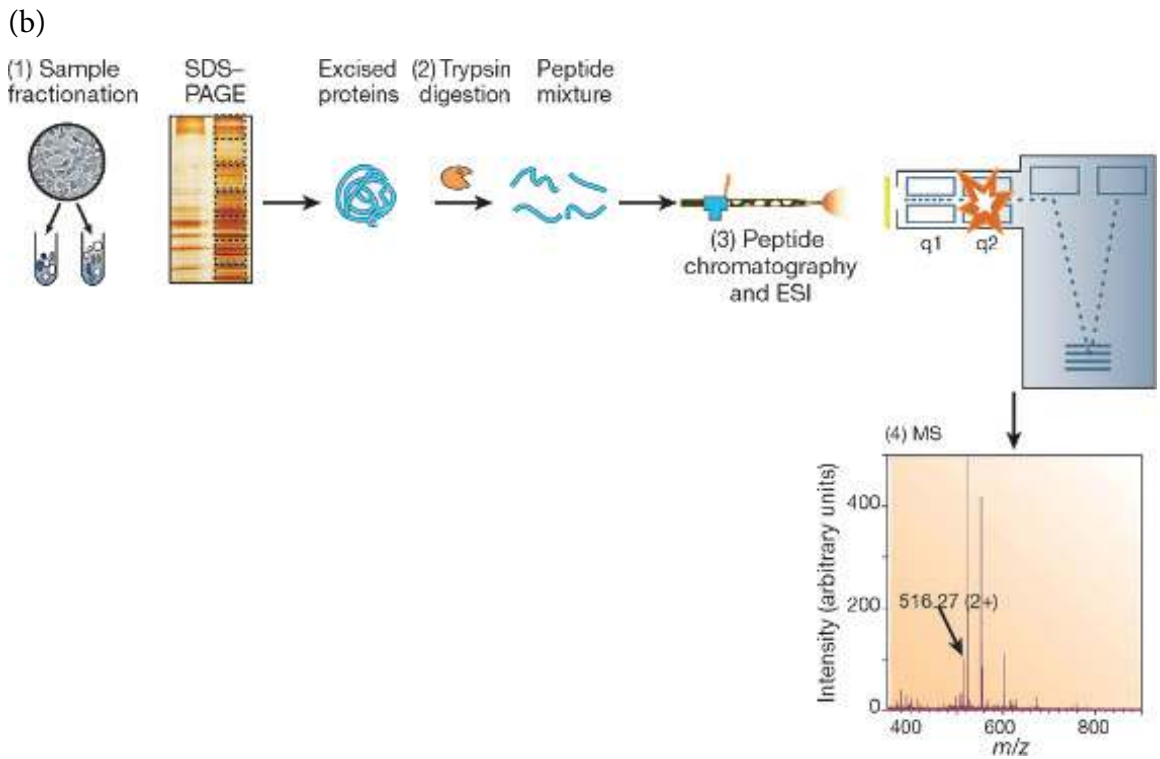 (b)
(1) Sample
fractionation
SDS–
PAGE
Excised
proteins
(2) Trypsin
digestion
Peptide
mixture
(3) Peptide
chromatography
and ESI
q1
q2
(4) MS
Intensity (arbitrary units)
400
200
0
516.27 (2+)
400
600
800
m/z